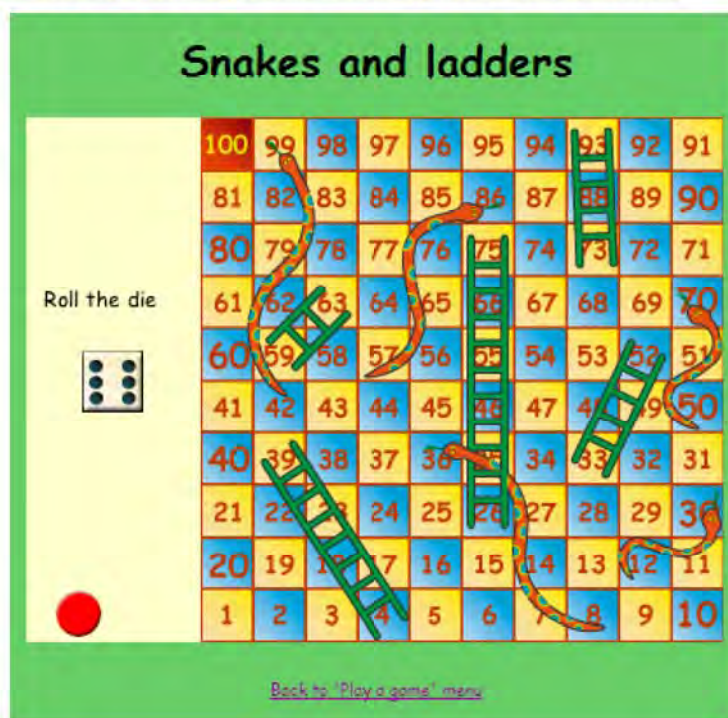 Snakes and ladders
100 99 98 97 96 95 94 93 92 91
81 82 83 84 85 86 87 88 89 90
80 79 78 77 76 75 74 73 72 71
Roll the die
61 62 63 64 65 66 67 68 69 70
60 59 58 57 56 55 54 53 52 51
41 42 43 44 45 46 47 48 49 50
40 39 38 37 36 35 34 33 32 31
21 22 23 24 25 26 27 28 29 30
20 19 18 17 16 15 14 13 12 11
1 2 3 4 5 6 7 8 9 10
Back to "Play a game" menu